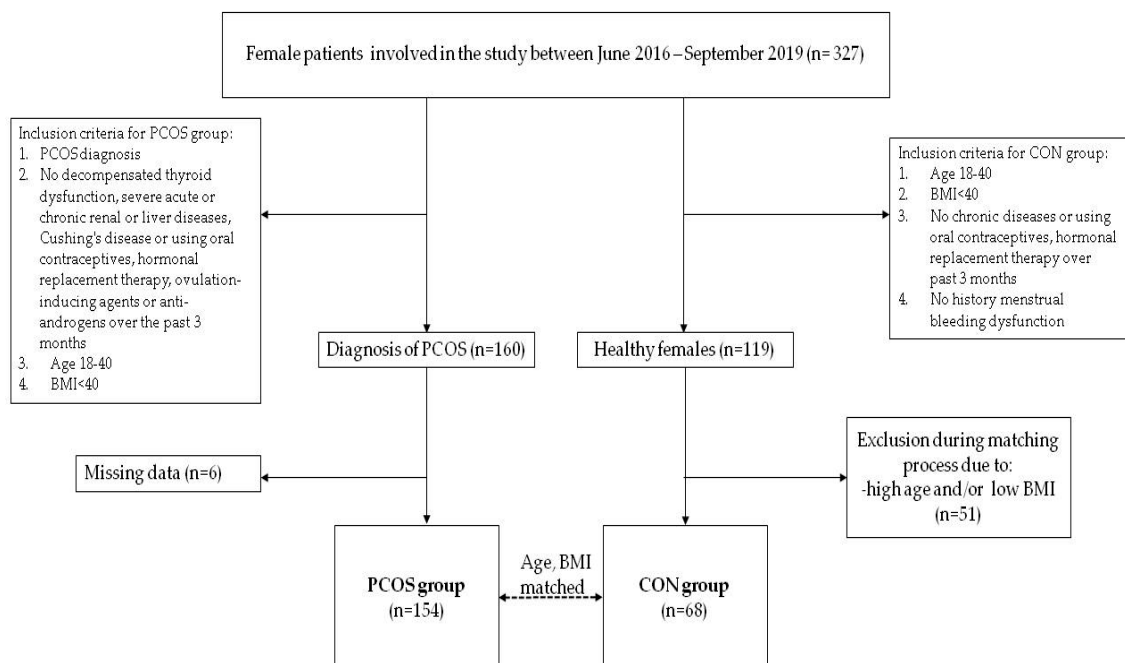 Female patients involved in the study between June 2016 – September 2019 (n= 327)
Inclusion criteria for PCOS group:
1. PCOS diagnosis
2. No decompensated thyroid
dysfunction, severe acute or
chronic renal or liver diseases,
Cushing's disease or using oral
contraceptives, hormonal
replacement therapy, ovulation-
inducing agents or anti-
androgens over the past 3
months
3. Age 18-40
4. BMI<40
Inclusion criteria for CON group:
1. Age 18-40
2. BMI<40
3. No chronic diseases or using
oral contraceptives, hormonal
replacement therapy over
past 3 months
4. No history menstrual
bleeding dysfunction
Diagnosis of PCOS (n=160)
Healthy females (n=119)
Missing data (n=6)
Exclusion during matching
process due to:
-high age and/or low BMI
(n=51)
PCOS group
(n=154)
Age, BMI
matched
CON group
(n=68)